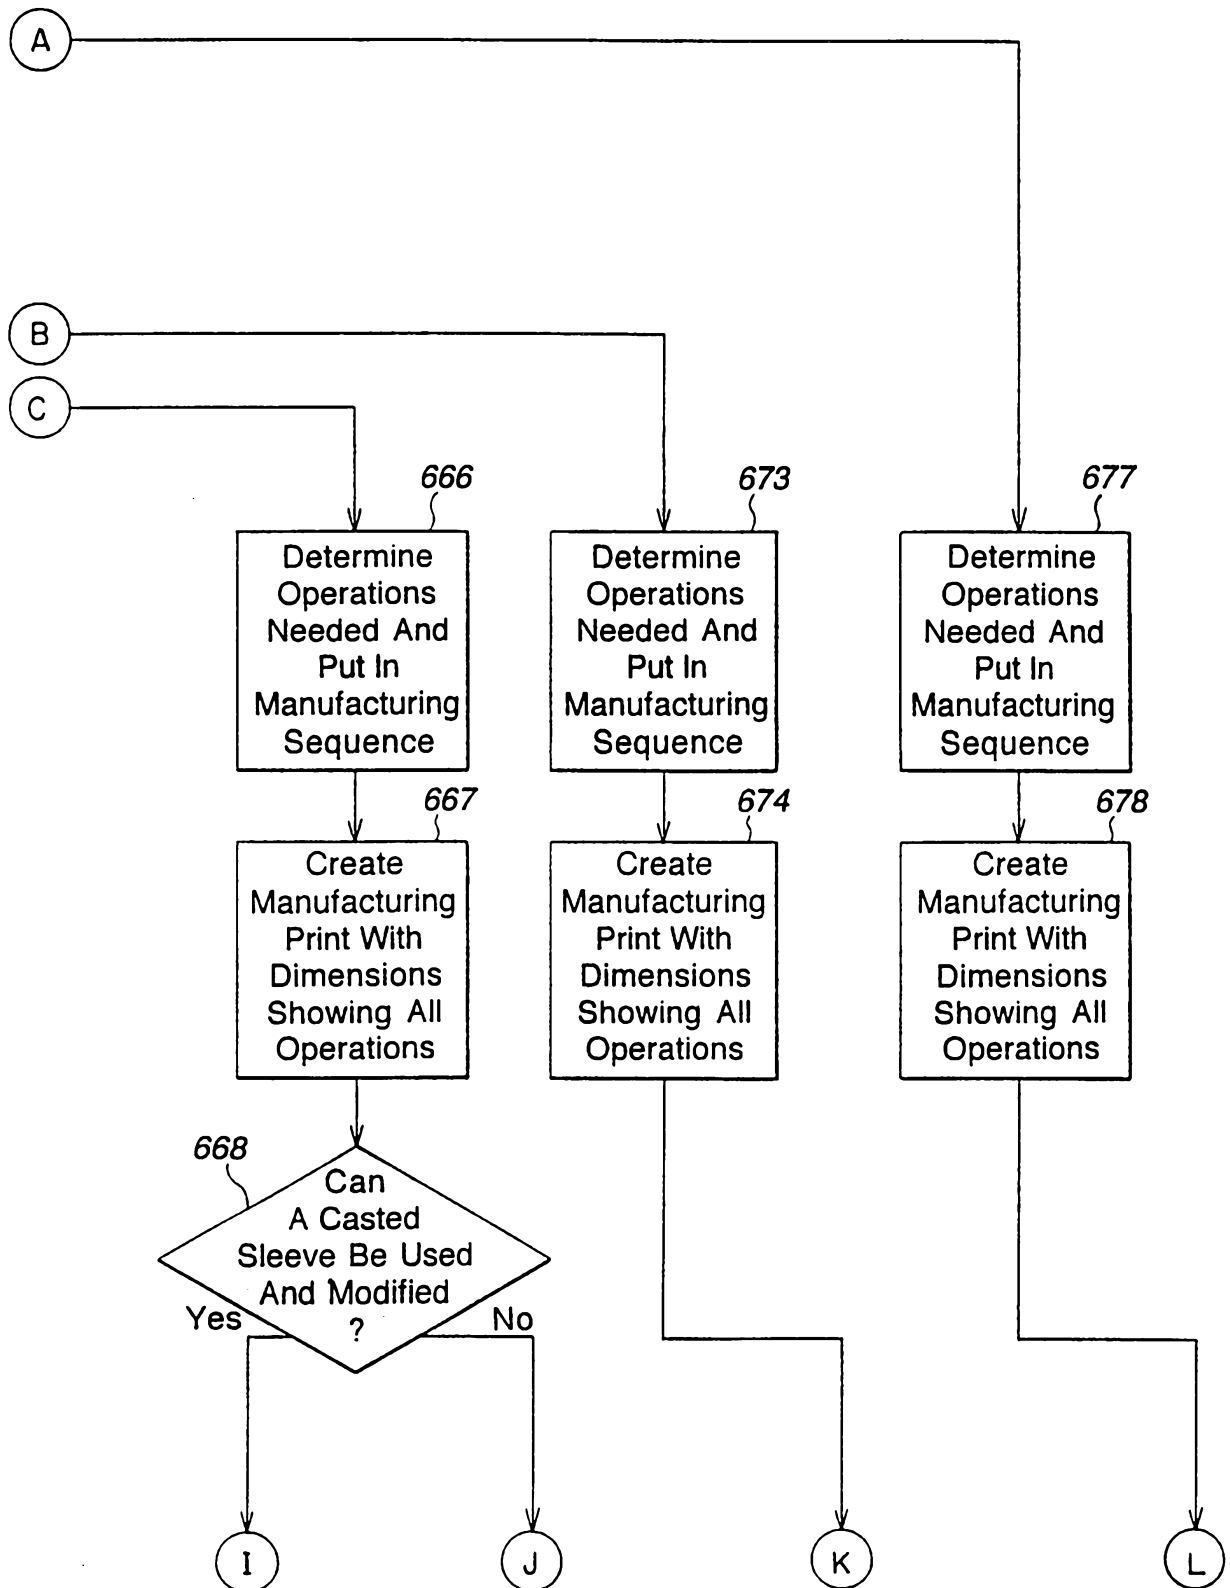 A
B
C
666
Determine
Operations
Needed And
Put In
Manufacturing
Sequence
673
Determine
Operations
Needed And
Put In
Manufacturing
Sequence
677
Determine
Operations
Needed And
Put In
Manufacturing
Sequence
667
Create
Manufacturing
Print With
Dimensions
Showing All
Operations
674
Create
Manufacturing
Print With
Dimensions
Showing All
Operations
678
Create
Manufacturing
Print With
Dimensions
Showing All
Operations
668
Can
A Casted
Sleeve Be Used
And Modified
?
Yes
No
I
J
K
L